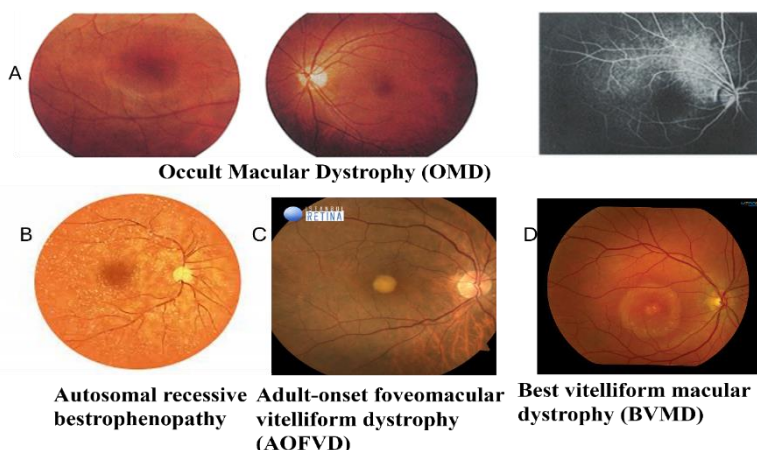 A
Occult Macular Dystrophy (OMD)
B
C
ISTANBUL
RETINA
D
Autosomal recessive
bestrophenopathy
Adult-onset foveomacular
vitelliform dystrophy
(AOFVD)
Best vitelliform macular
dystrophy (BVMD)